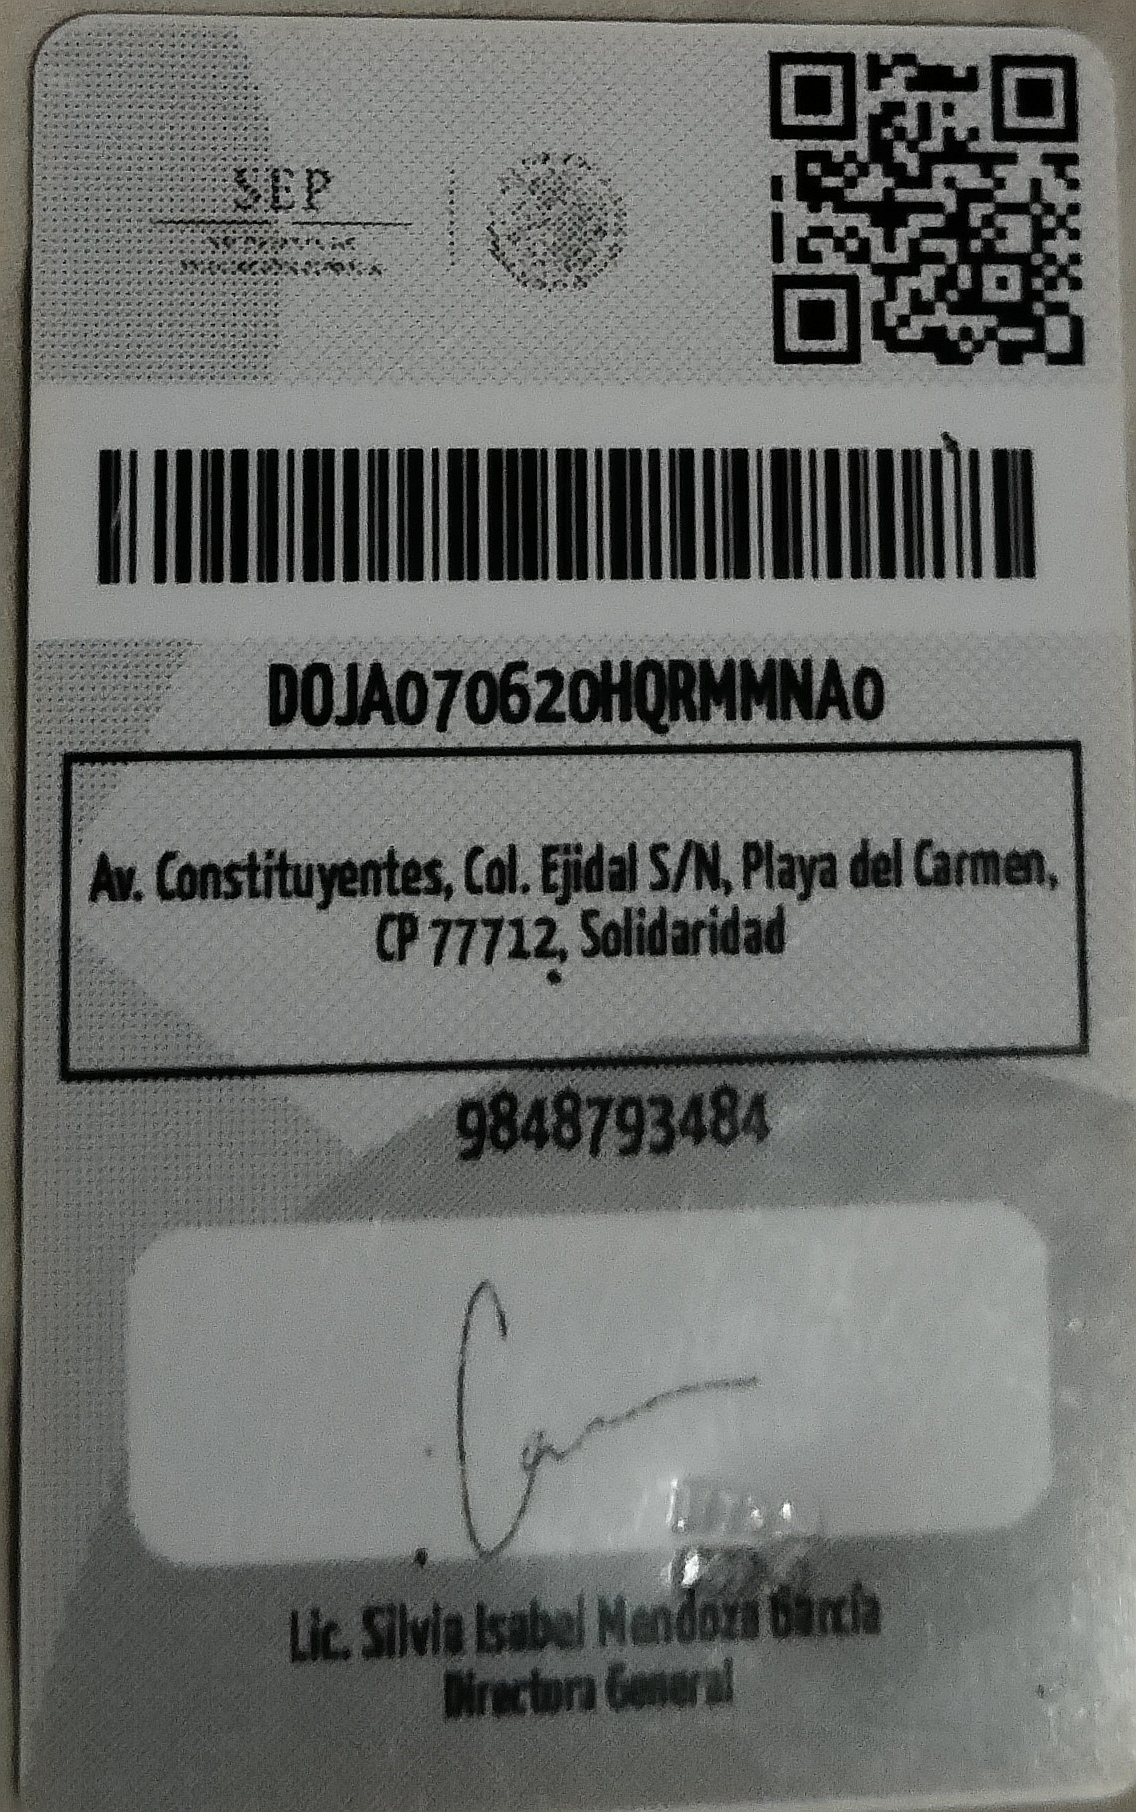 SEP
DOJA070620HQRMMNA0
Av. Constituyentes, Col. Ejidal S/N, Playa del Carmen,
CP 77712, Solidaridad
9848793484
Lic. Silvia Isabel Mendoza García
Directora General